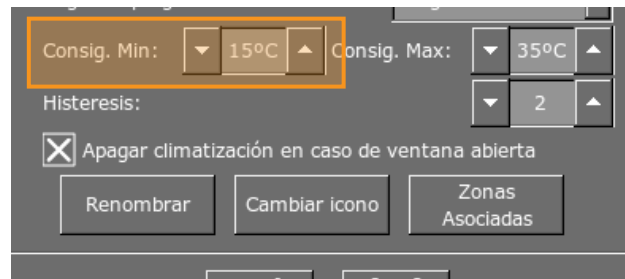 Consig. Min: 15ºC Consig. Max: 35ºC
Histeresis: 2
Apagar climatización en caso de ventana abierta
Renombrar Cambiar icono Zonas
Asociadas